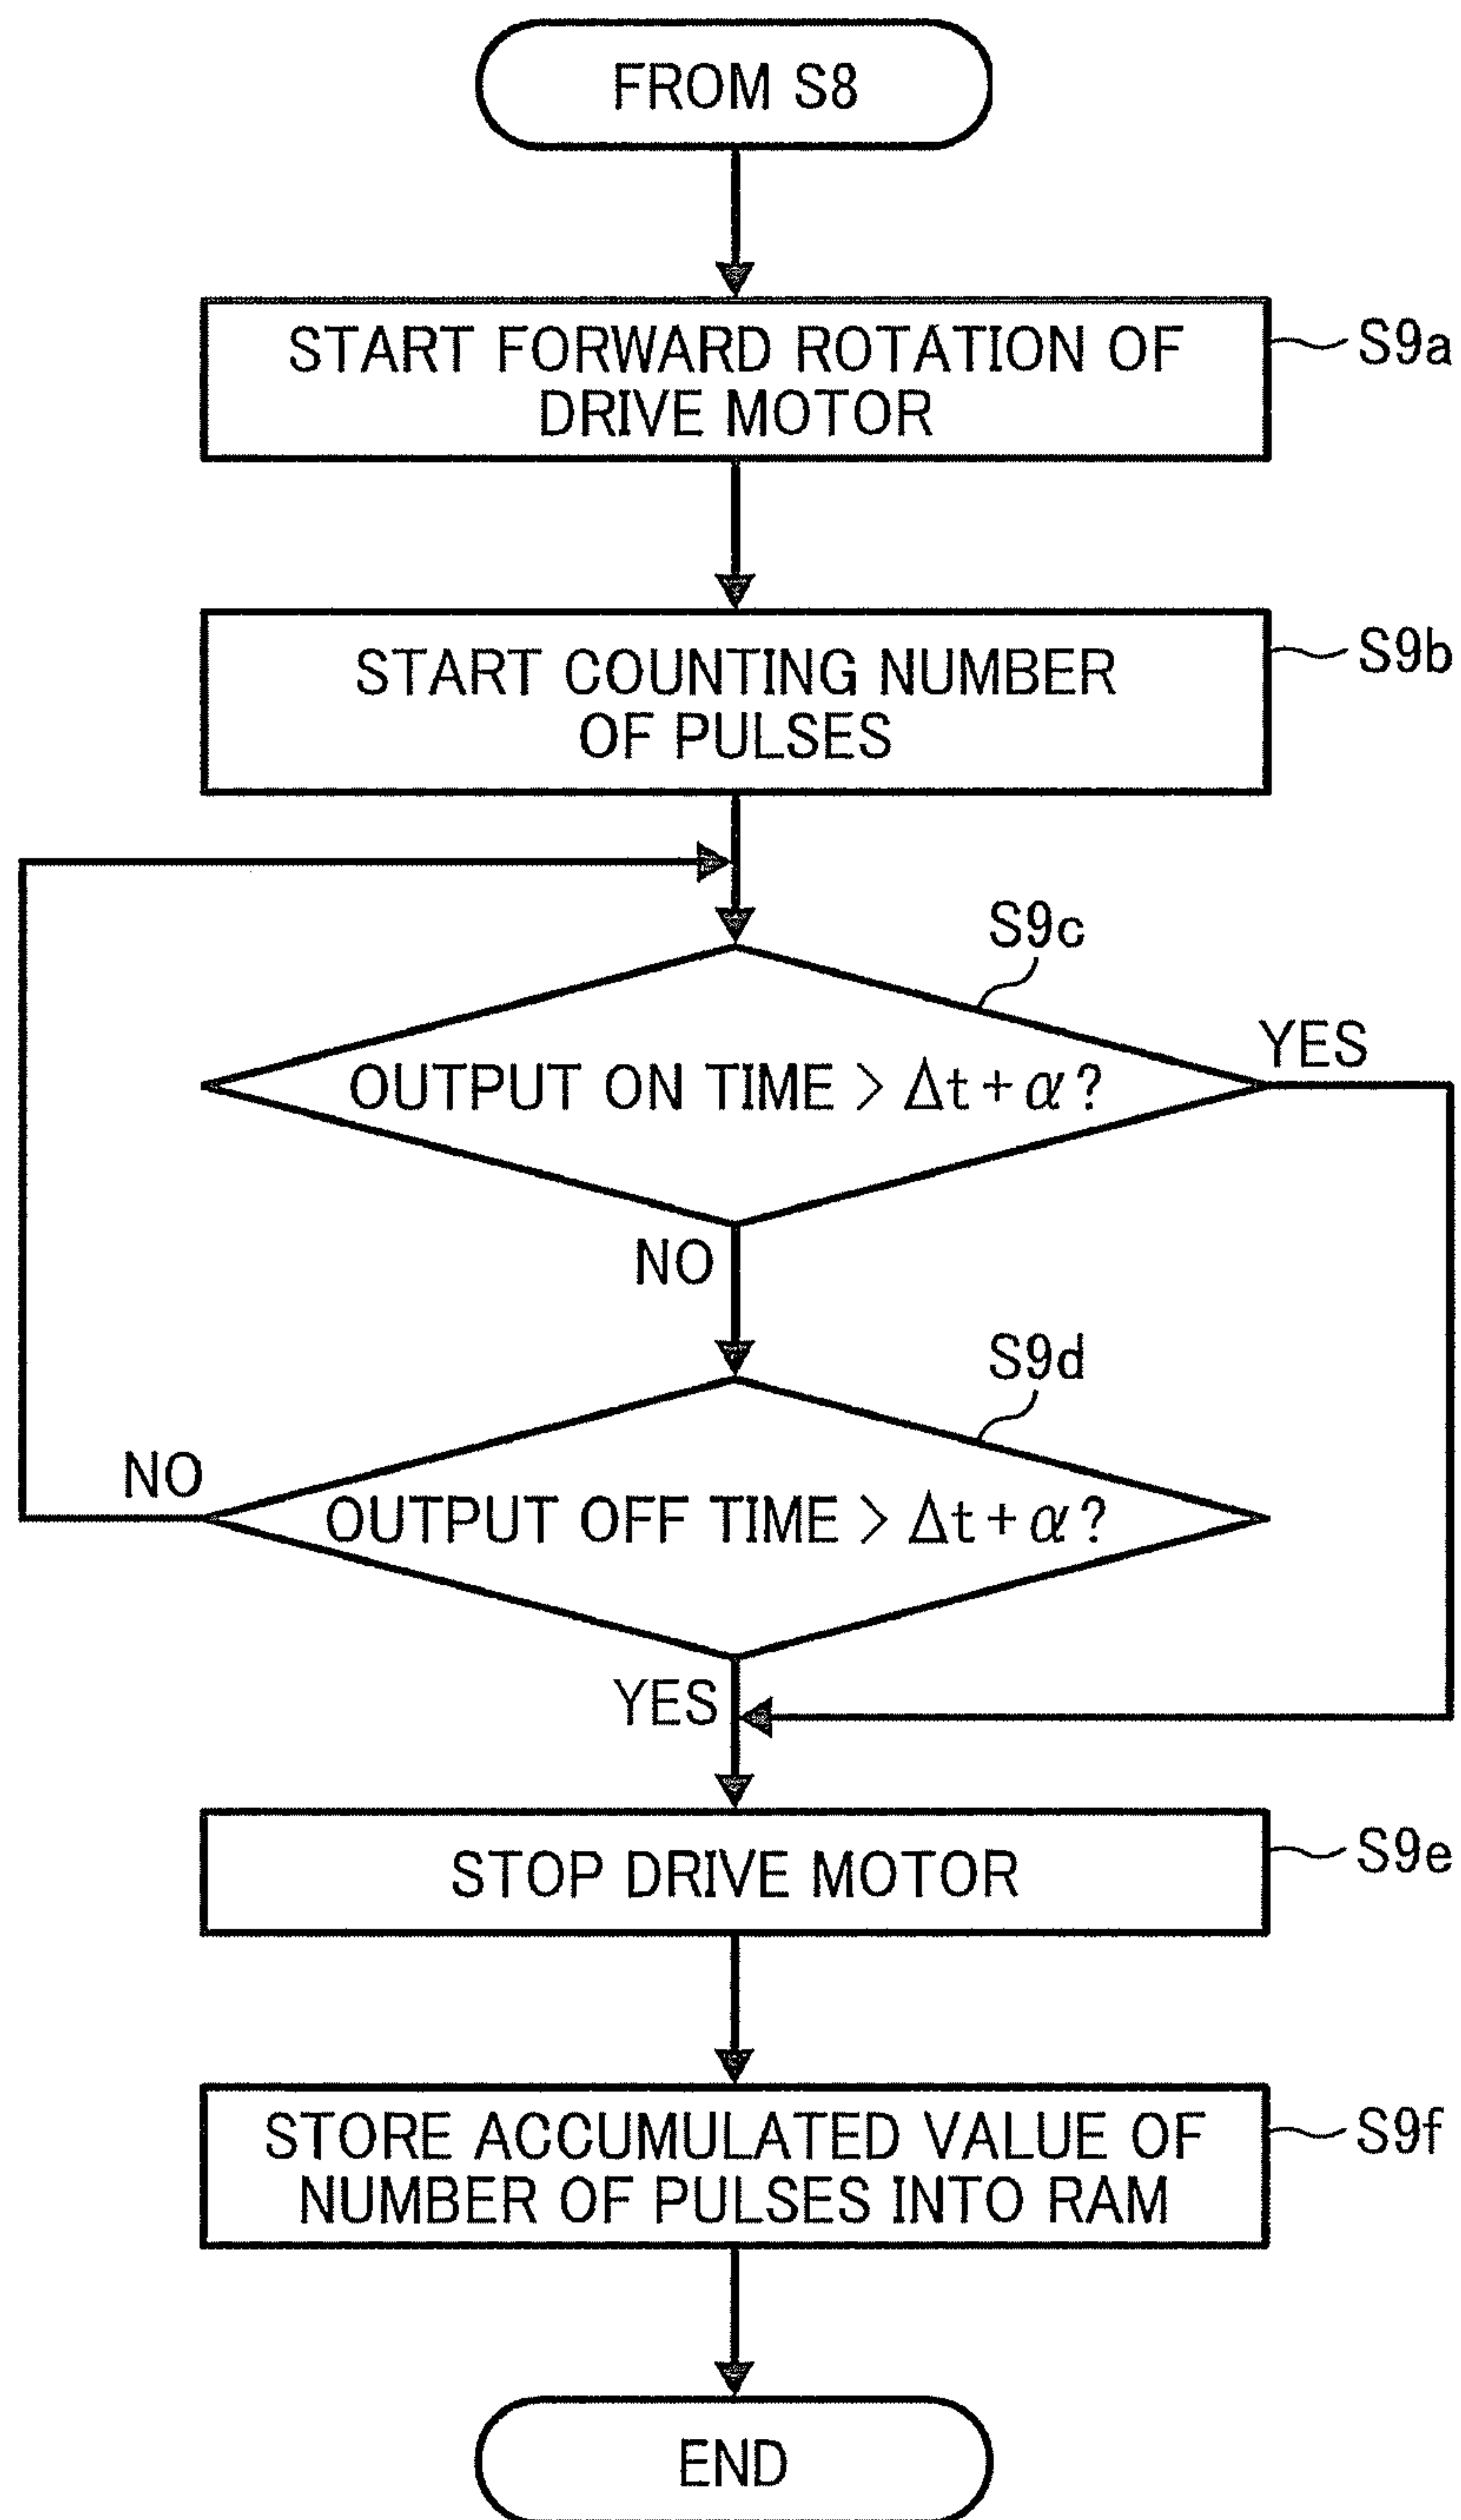 FROM S8
START FORWARD ROTATION OF
DRIVE MOTOR
S9a
START COUNTING NUMBER
OF PULSES
S9b
S9c
OUTPUT ON TIME > Δt+α?
YES
NO
S9d
OUTPUT OFF TIME > Δt+α?
NO
YES
STOP DRIVE MOTOR
S9e
STORE ACCUMULATED VALUE OF
NUMBER OF PULSES INTO RAM
S9f
END